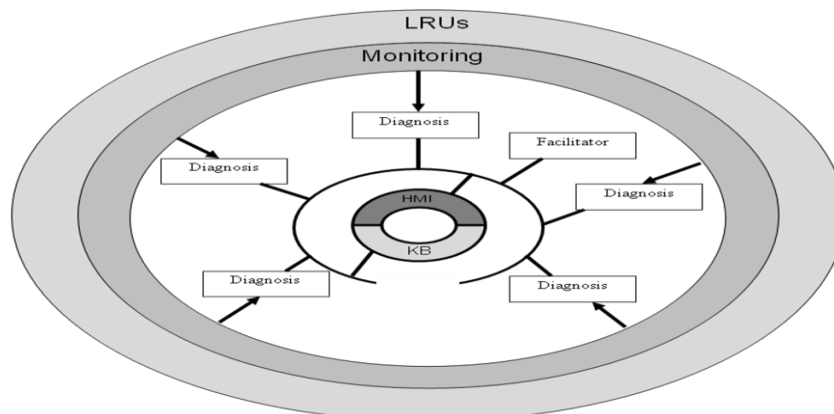 LRUs
Monitoring
Diagnosis
Facilitator
Diagnosis
Diagnosis
HMI
KB
Diagnosis
Diagnosis